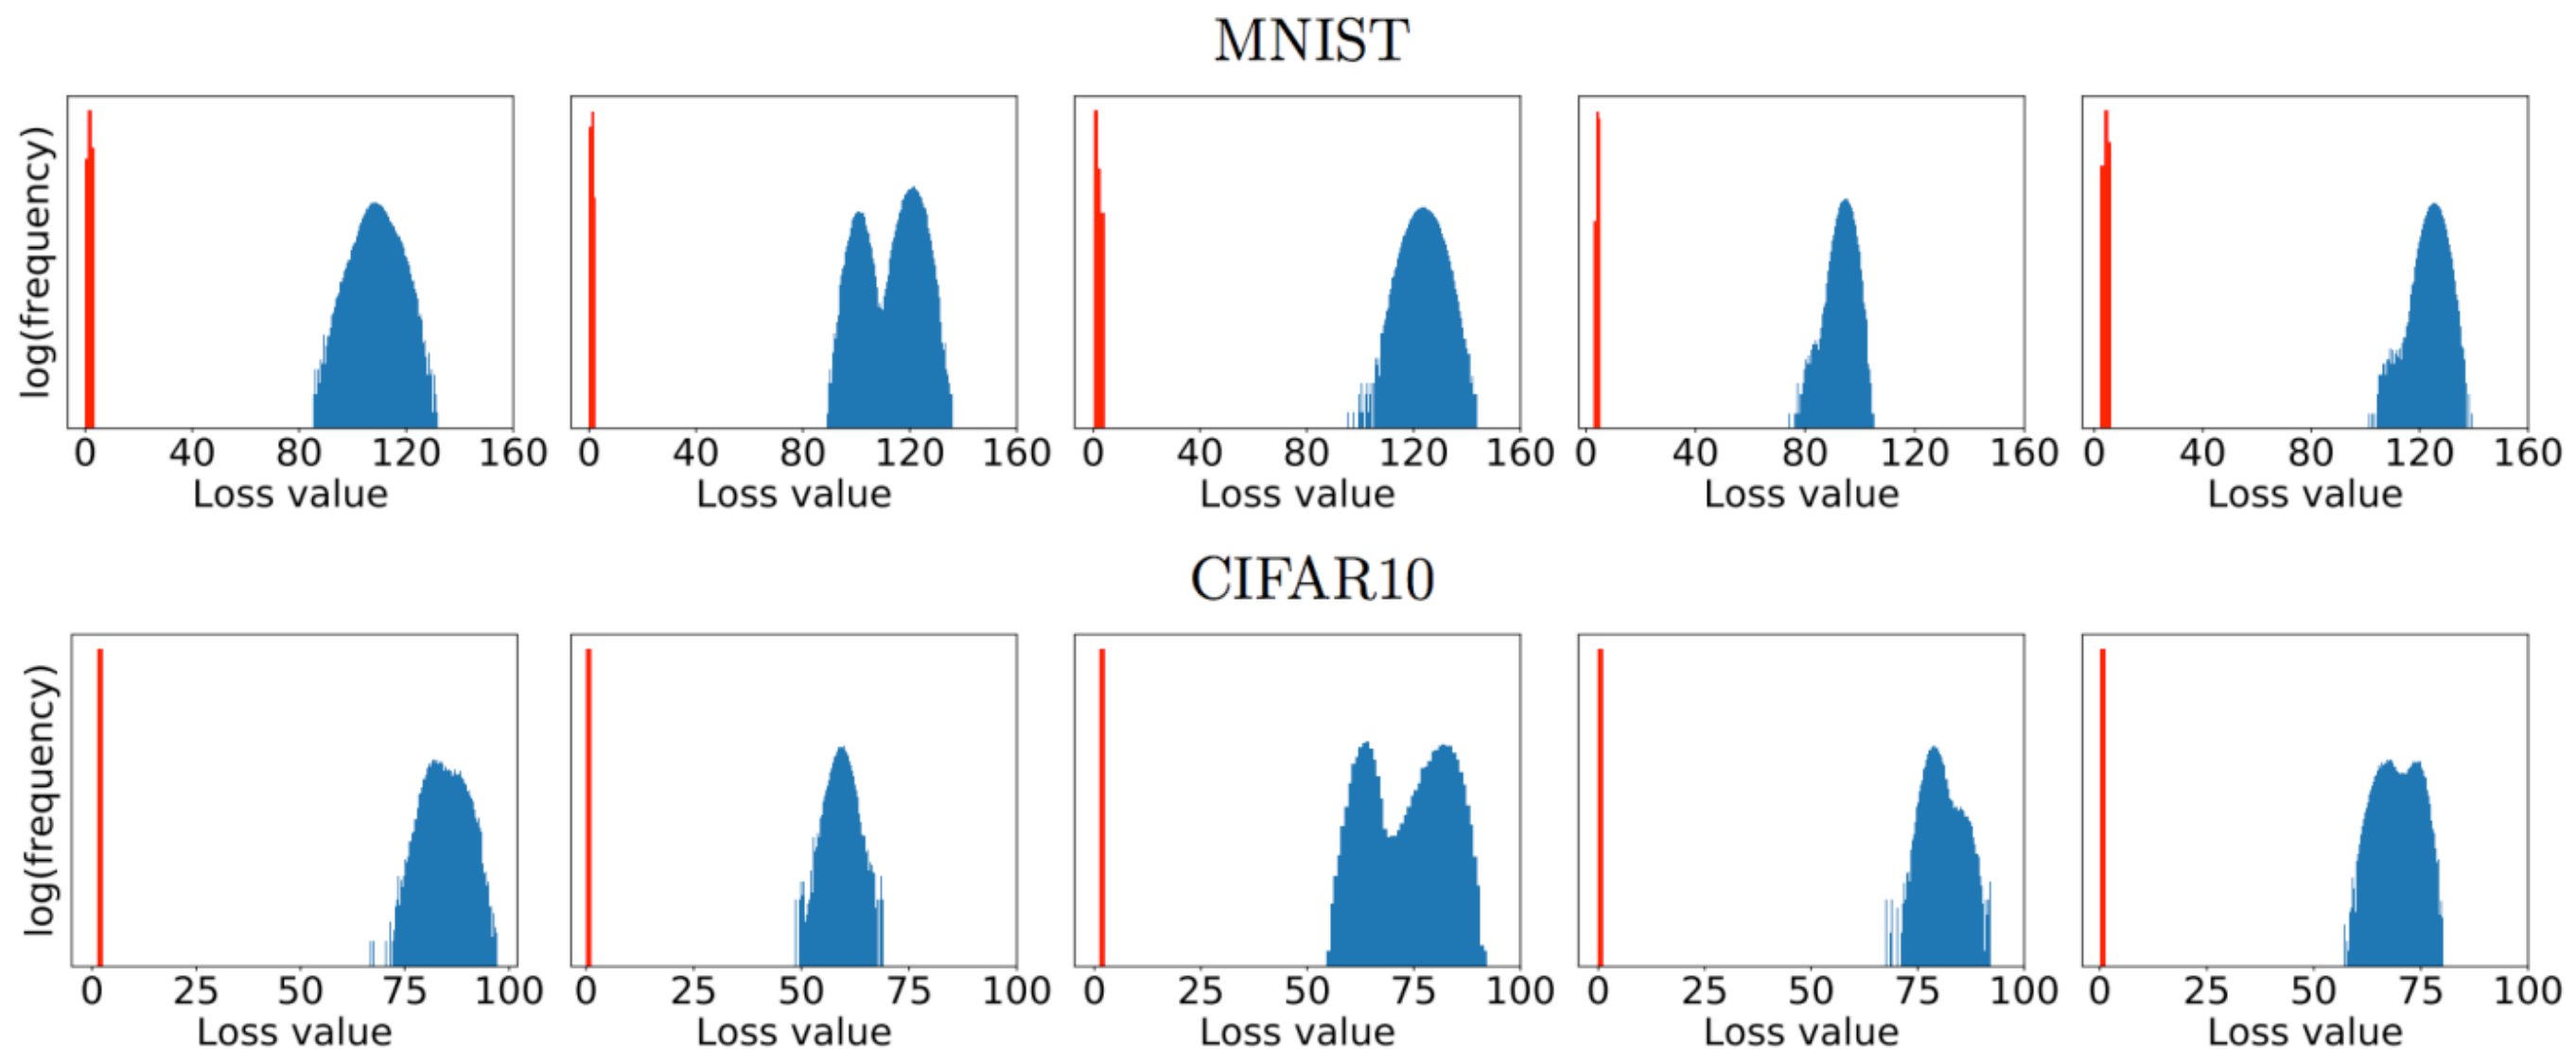 MNIST
log(frequency)
0 40 80 120 160 0 40 80 120 160 0 40 80 120 160 0 40 80 120 160 0 40 80 120 160
Loss value Loss value Loss value Loss value Loss value
CIFAR10
log(frequency)
0 25 50 75 100 0 25 50 75 100 0 25 50 75 100 0 25 50 75 100 0 25 50 75 100
Loss value Loss value Loss value Loss value Loss value